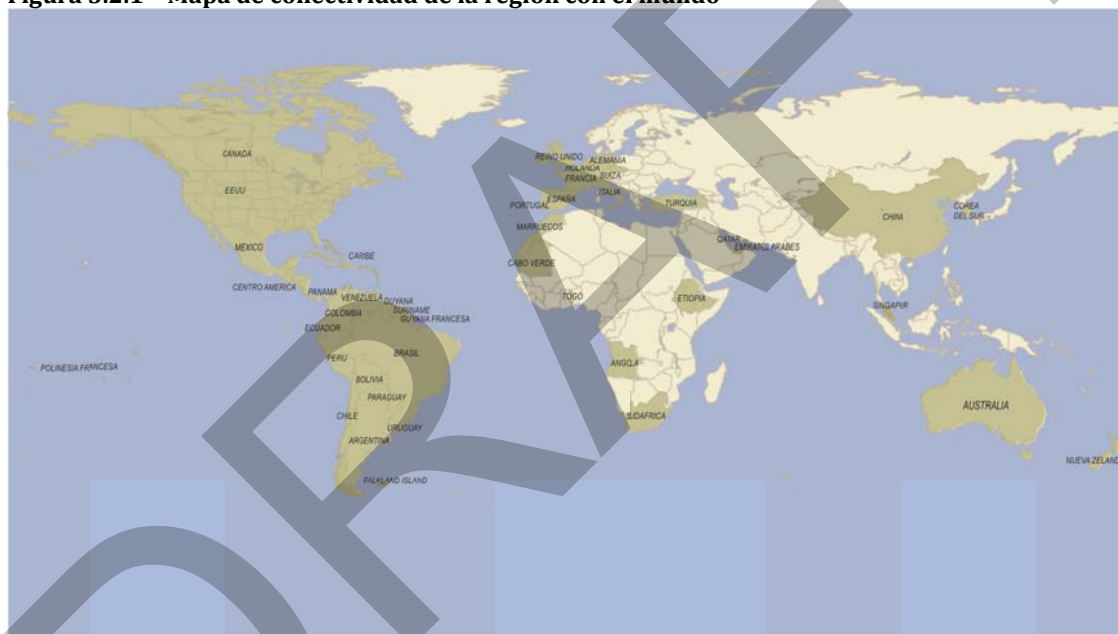 Figura 3.2.1 – Mapa de conectividad de la región con el mundo
CANADA
EEUU
MEXICO
CARIBE
CENTRO AMERICA
PANAMA
VENEZUELA
GUYANA
SURINAME
GUYANA FRANCESA
COLOMBIA
ECUADOR
PERU
BRASIL
BOLIVIA
PARAGUAY
CHILE
URUGUAY
ARGENTINA
FALKLAND ISLAND
POLINESIA FRANCESA
REINO UNIDO
ALEMANIA
HOLANDA
FRANCIA
SUIZA
ITALIA
ESPAÑA
PORTUGAL
TURQUIA
MARRUECOS
CABO VERDE
TOGO
ETIOPIA
ANGOLA
SUDAFRICA
QATAR
EMIRATOS ARABES
CHINA
COREA
DEL SUR
SINGAPUR
AUSTRALIA
NUEVA ZELAND